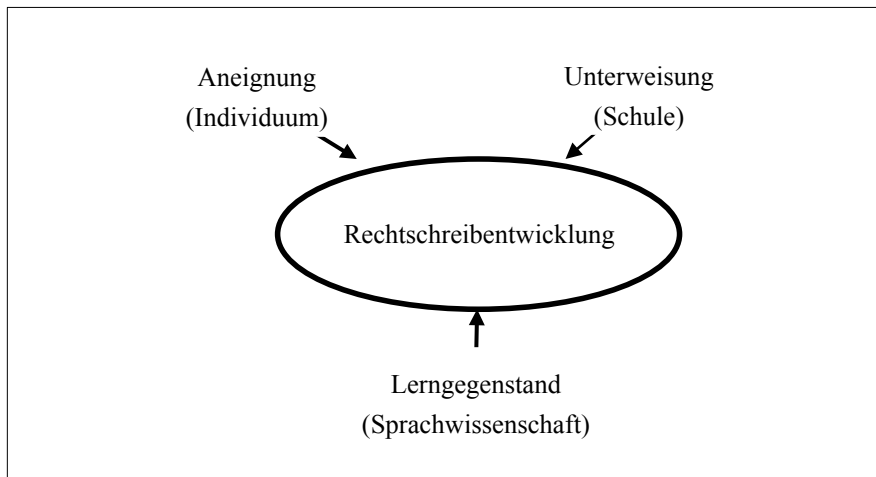 Aneignung
(Individuum)
Unterweisung
(Schule)
Rechtschreibentwicklung
Lerngegenstand
(Sprachwissenschaft)